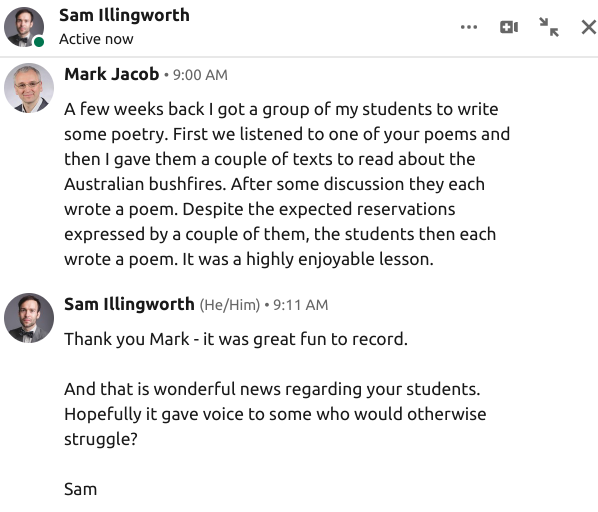 Sam Illingworth
Active now
Mark Jacob • 9:00 AM
A few weeks back I got a group of my students to write
some poetry. First we listened to one of your poems and
then I gave them a couple of texts to read about the
Australian bushfires. After some discussion they each
wrote a poem. Despite the expected reservations
expressed by a couple of them, the students then each
wrote a poem. It was a highly enjoyable lesson.
Sam Illingworth (He/Him) • 9:11 AM
Thank you Mark - it was great fun to record.
And that is wonderful news regarding your students.
Hopefully it gave voice to some who would otherwise
struggle?
Sam